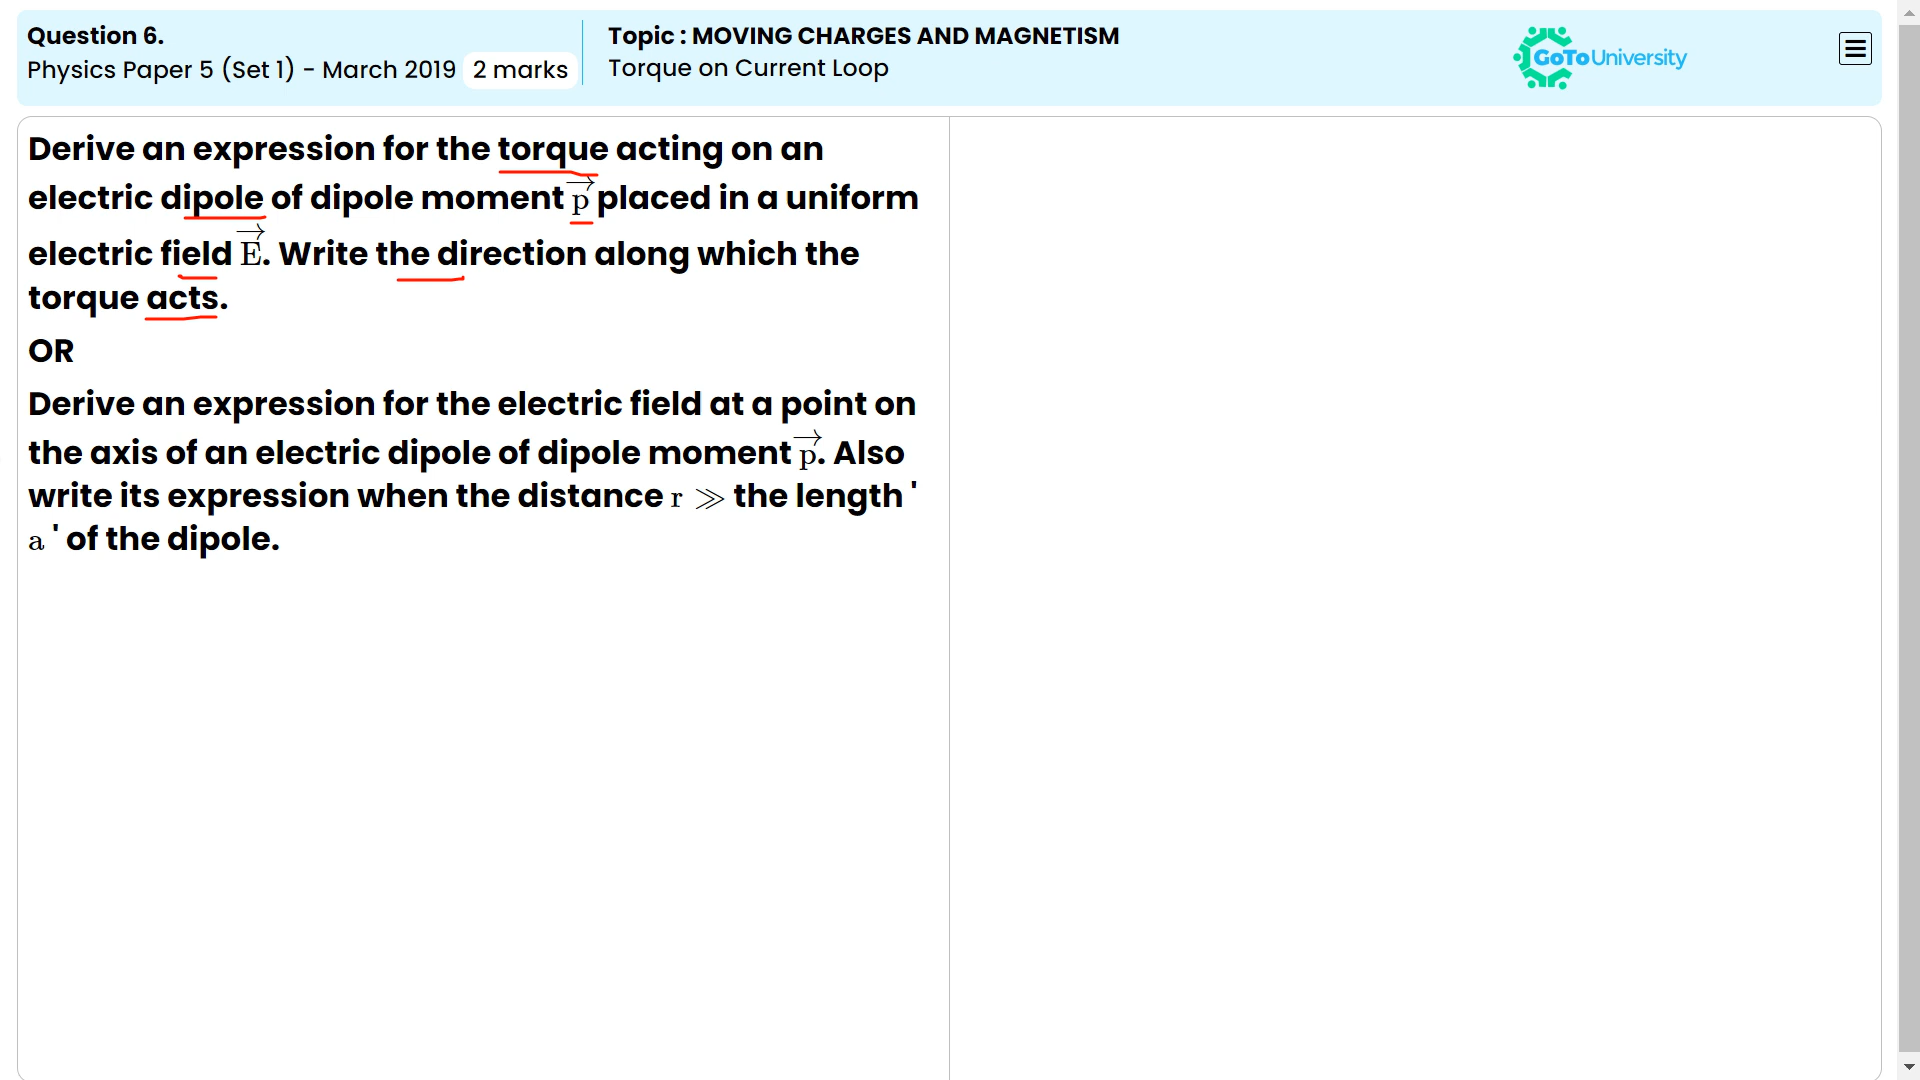 Question 6.
Physics Paper 5 (Set 1) - March 2019 2 marks
Topic : MOVING CHARGES AND MAGNETISM
Torque on Current Loop
GoToUniversity
Derive an expression for the torque acting on an
electric dipole of dipole moment p⃗ placed in a uniform
electric field E⃗. Write the direction along which the
torque acts.
OR
Derive an expression for the electric field at a point on
the axis of an electric dipole of dipole moment p⃗. Also
write its expression when the distance r ≫ the length '
a ' of the dipole.